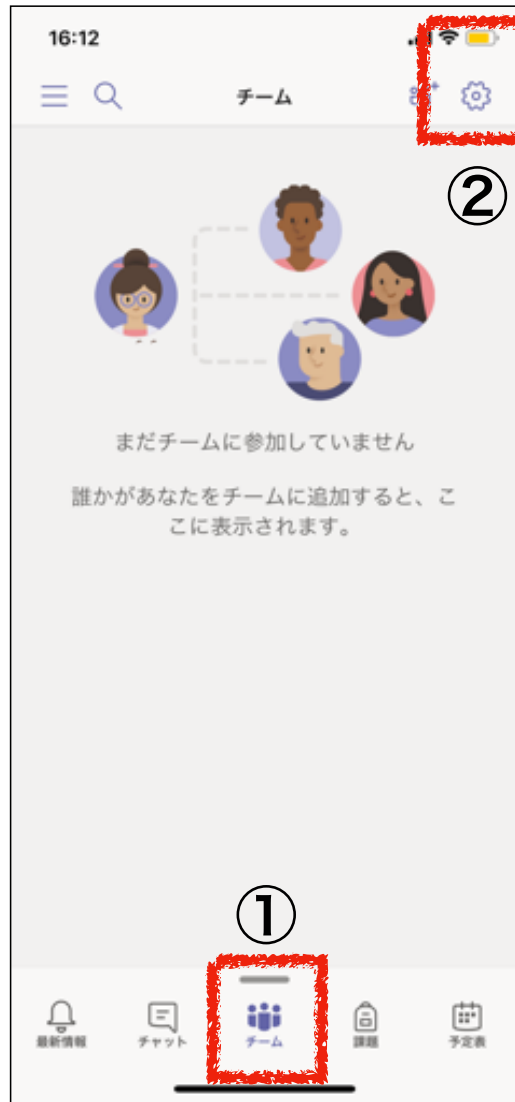 16:12
チーム
②
まだチームに参加していません
誰かがあなたをチームに追加すると、こ
こに表示されます。
①
最新情報
チャット
チーム
課題
予定表